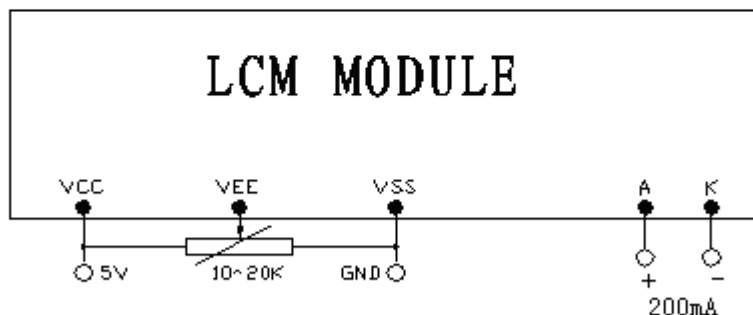 LCM MODULE
VCC VEE VSS A K
5V 10~20K GND + -
200mA